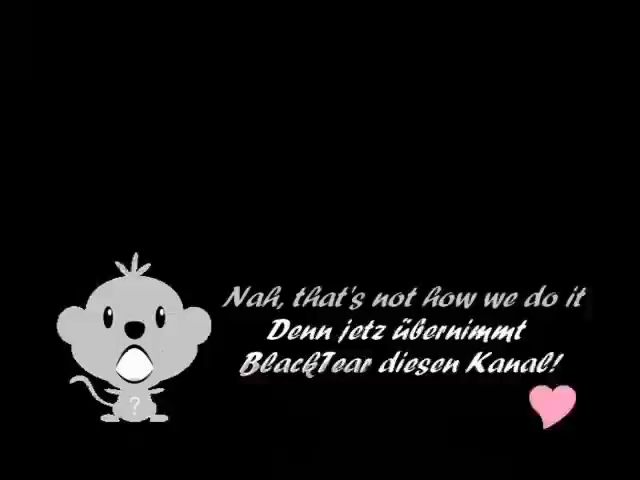 Nah, that's not how we do it
Denn jetz übernimmt
BlackTear diesen Kanal!
?